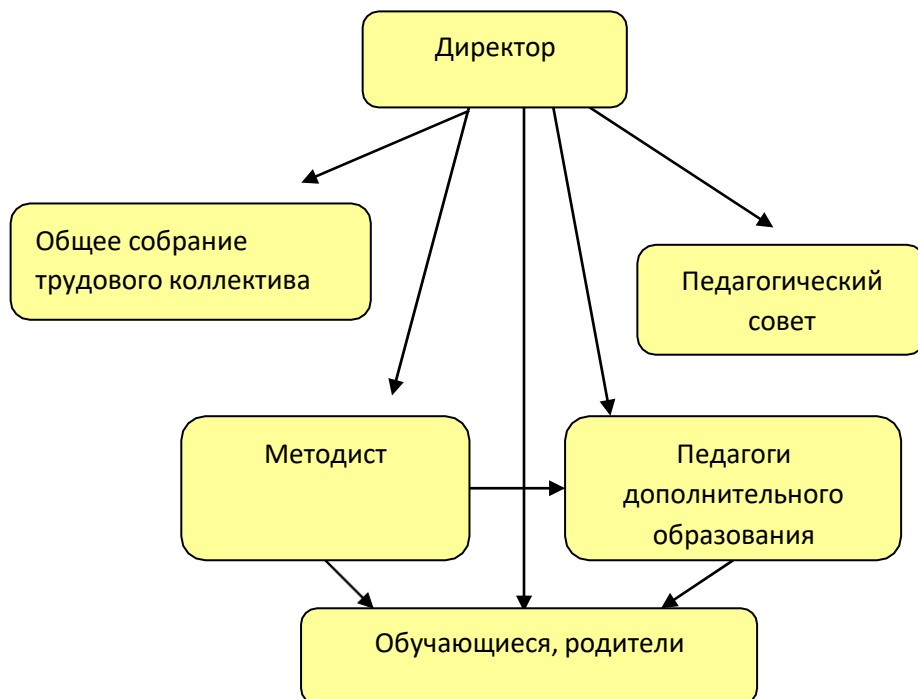 Директор
Общее собрание
трудового коллектива
Педагогический
совет
Методист
Педагоги
дополнительного
образования
Обучающиеся, родители